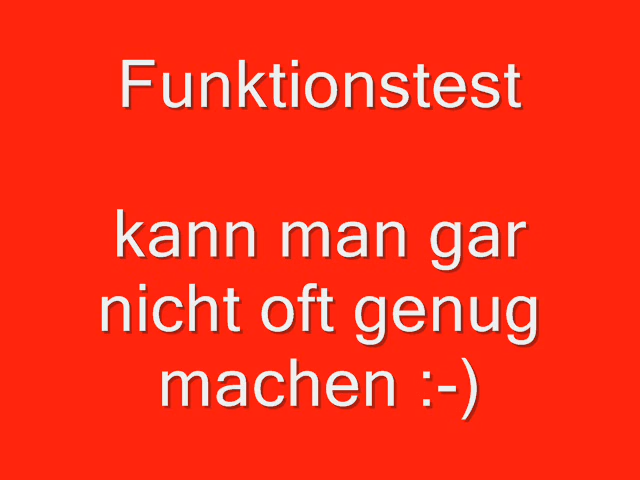 Funktionstest
kann man gar
nicht oft genug
machen :-)